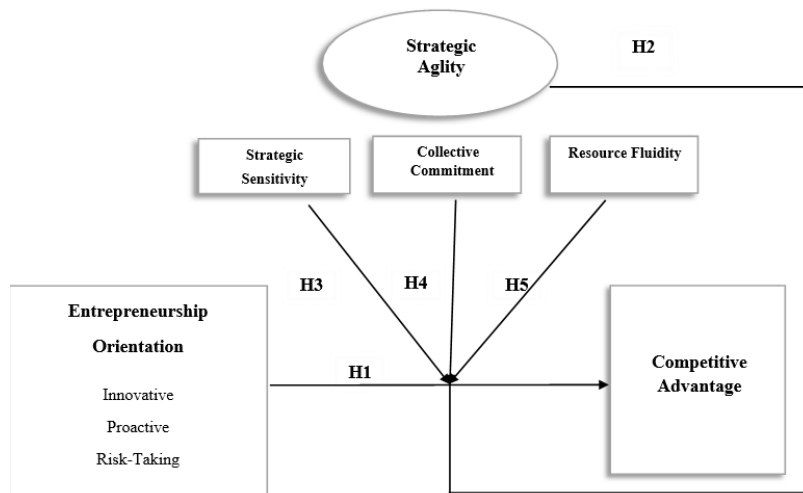 Strategic
Aglity
H2
Strategic
Sensitivity
Collective
Commitment
Resource Fluidity
H3
H4
H5
Entrepreneurship
Orientation
Innovative
Proactive
Risk-Taking
H1
Competitive
Advantage